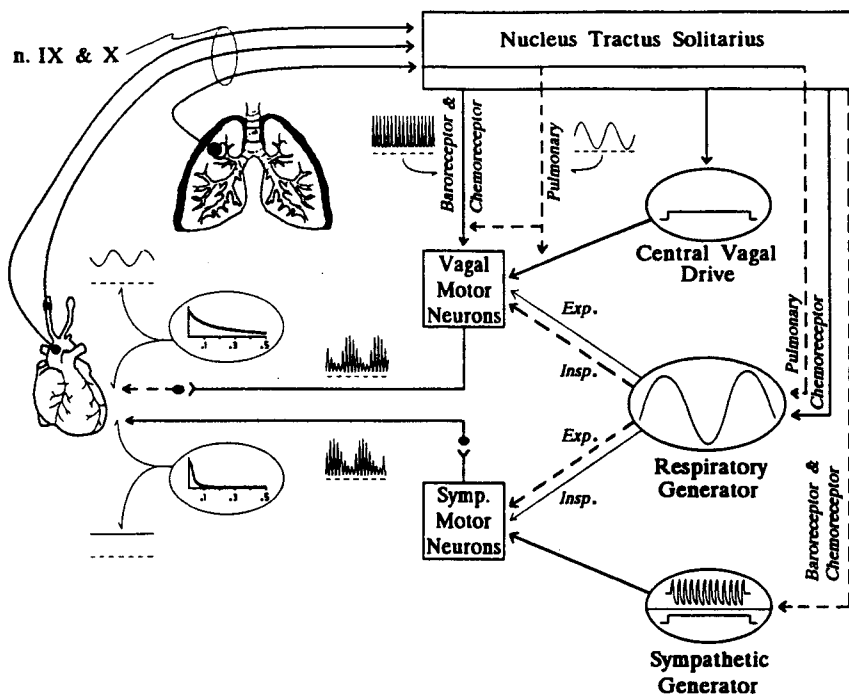 n. IX & X
Nucleus Tractus Solitarius
Baroreceptor &
Chemoreceptor
Pulmonary
Central Vagal
Drive
Vagal
Motor
Neurons
Exp.
Insp.
Pulmonary
Chemoreceptor
.1 .3 .5
Exp.
Insp.
Respiratory
Generator
.1 .3 .5
Symp.
Motor
Neurons
Baroreceptor &
Chemoreceptor
Sympathetic
Generator